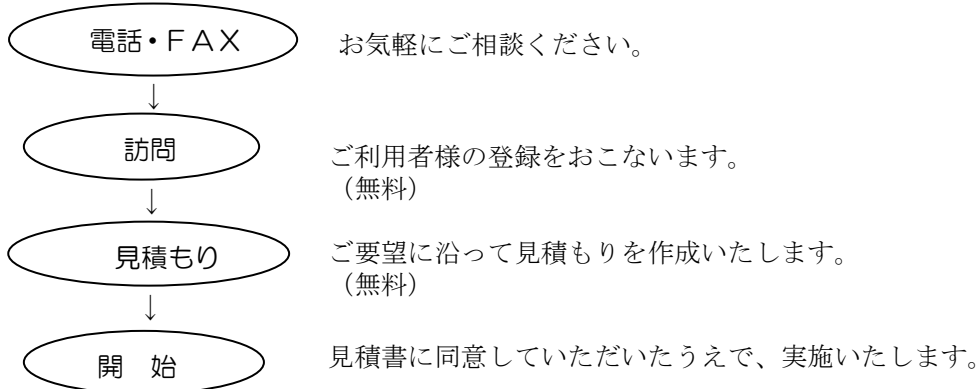 電話・ＦＡＸ
お気軽にご相談ください。
↓
訪問
ご利用者様の登録をおこないます。
（無料）
↓
見積もり
ご要望に沿って見積もりを作成いたします。
（無料）
↓
開　始
見積書に同意していただいたうえで、実施いたします。